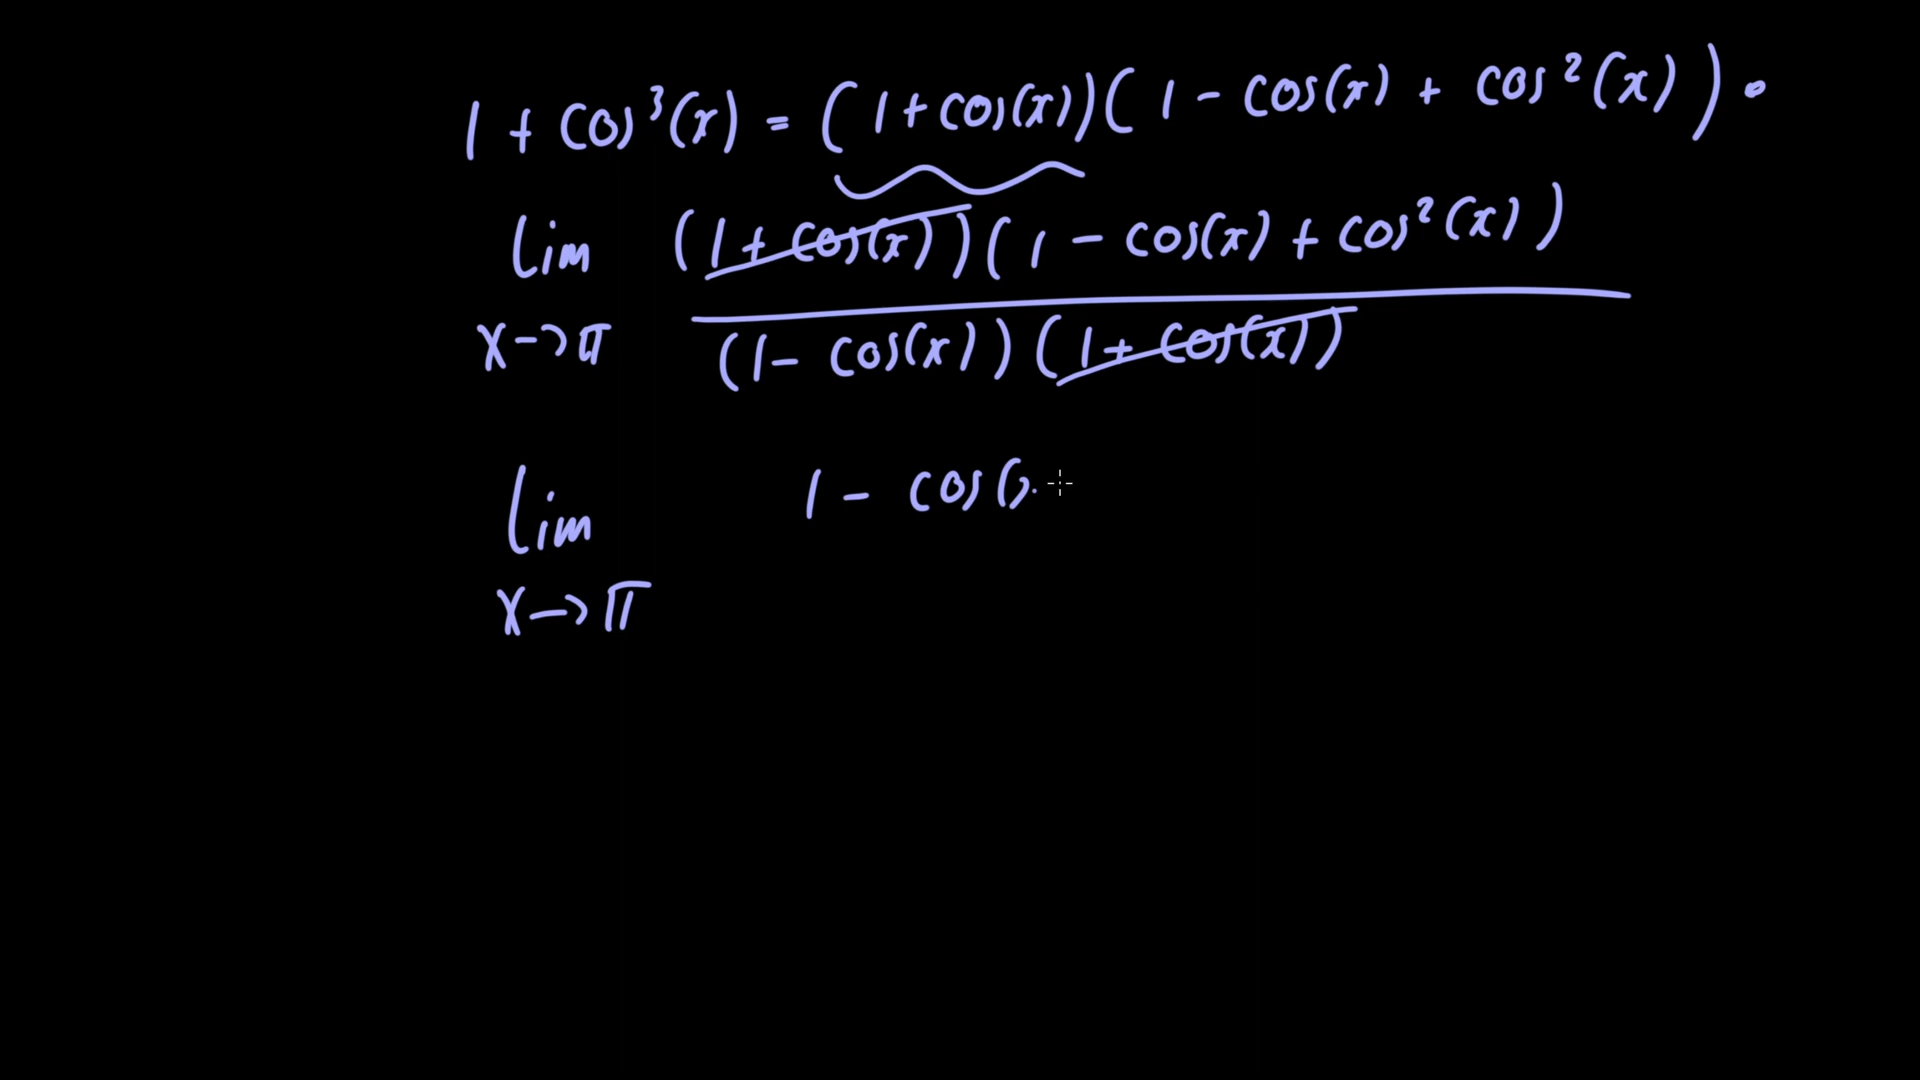 1 + cos³(x) = (1 + cos(x))(1 - cos(x) + cos²(x)).
lim (1 + cos(x))(1 - cos(x) + cos²(x))
x→π (1 - cos(x))(1 + cos(x))
lim 1 - cos(
x→π